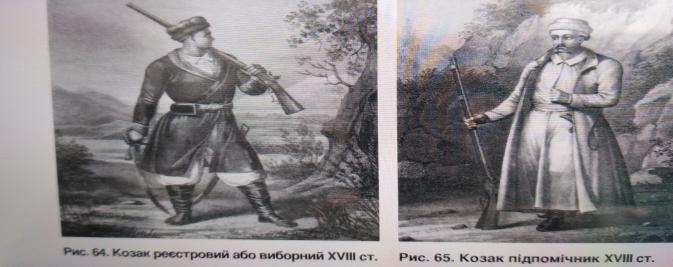 Рис. 64. Козак реєстровий або виборний XVIII ст.
Рис. 65. Козак підпомічник XVIII ст.